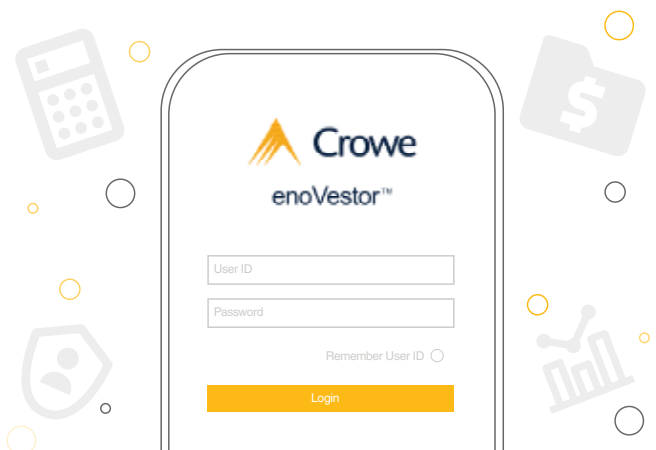 Crowe
enoVestor™
User ID
Password
Remember User ID
Login